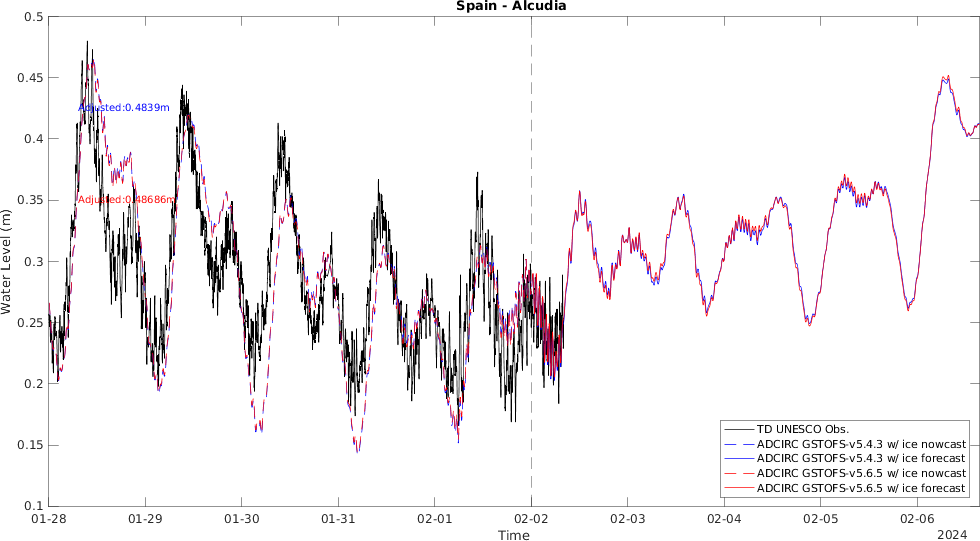 Spain - Alcudia
0.5
0.45
0.4
0.35
0.3
0.25
0.2
0.15
0.1
Water Level (m)
Adjusted:0.4839m
Adjusted:0.48686m
TD UNESCO Obs.
ADCIRC GSTOFS-v5.4.3 w/ ice nowcast
ADCIRC GSTOFS-v5.4.3 w/ ice forecast
ADCIRC GSTOFS-v5.6.5 w/ ice nowcast
ADCIRC GSTOFS-v5.6.5 w/ ice forecast
01-28 01-29 01-30 01-31 02-01 02-02 02-03 02-04 02-05 02-06
Time
2024